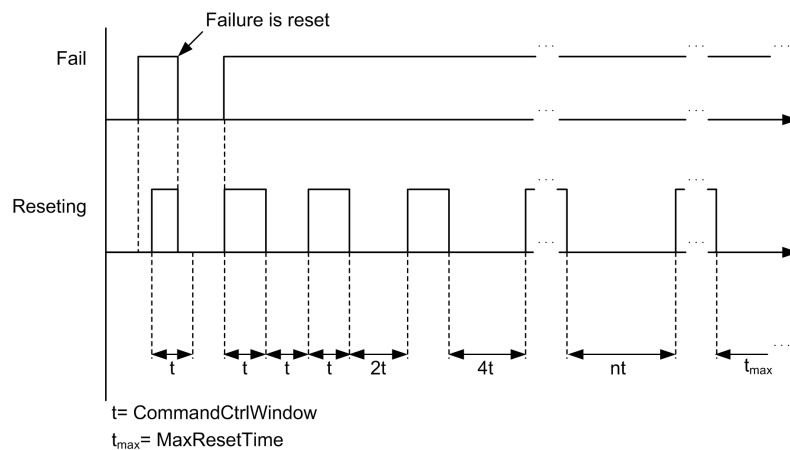 Failure is reset
Fail
... ... ...
... ...
Reseting
... ...
... ...
...
t t t t 2t 4t nt tmax
t= CommandCtrlWindow
tmax= MaxResetTime